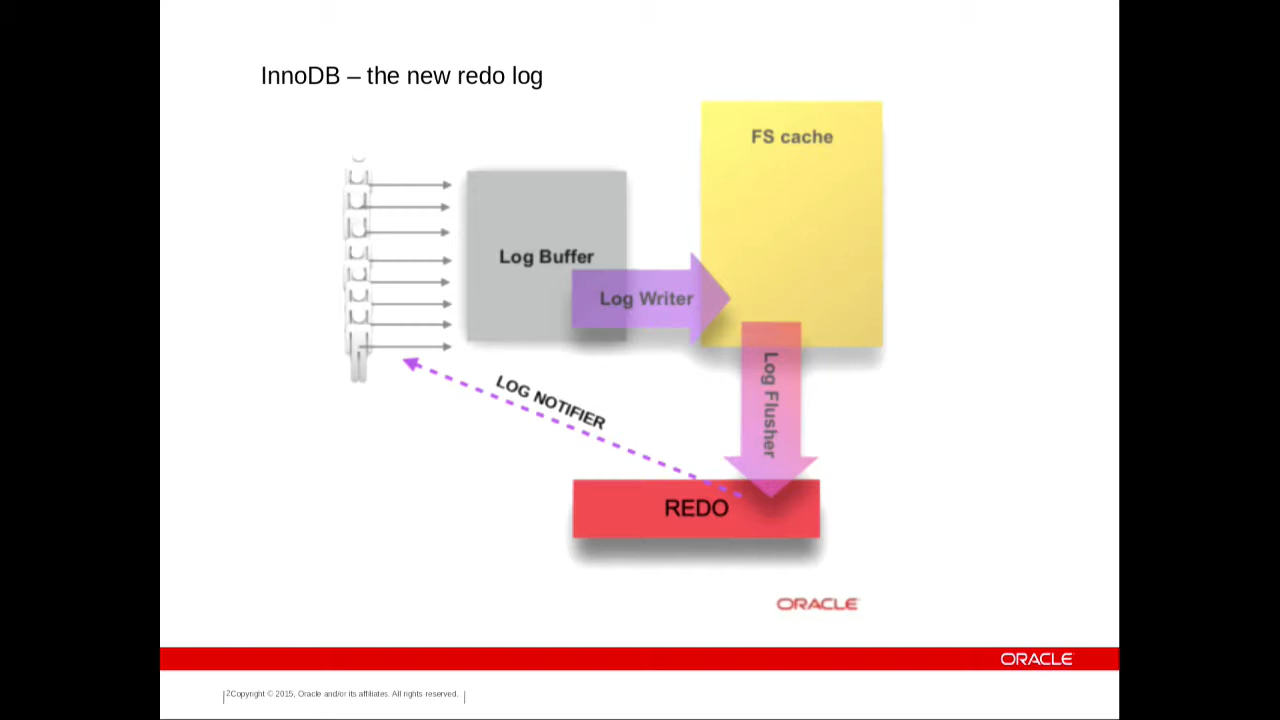 InnoDB – the new redo log
FS cache
Log Buffer
Log Writer
Log Flusher
LOG NOTIFIER
REDO
ORACLE
ORACLE
2Copyright © 2015, Oracle and/or its affiliates. All rights reserved.